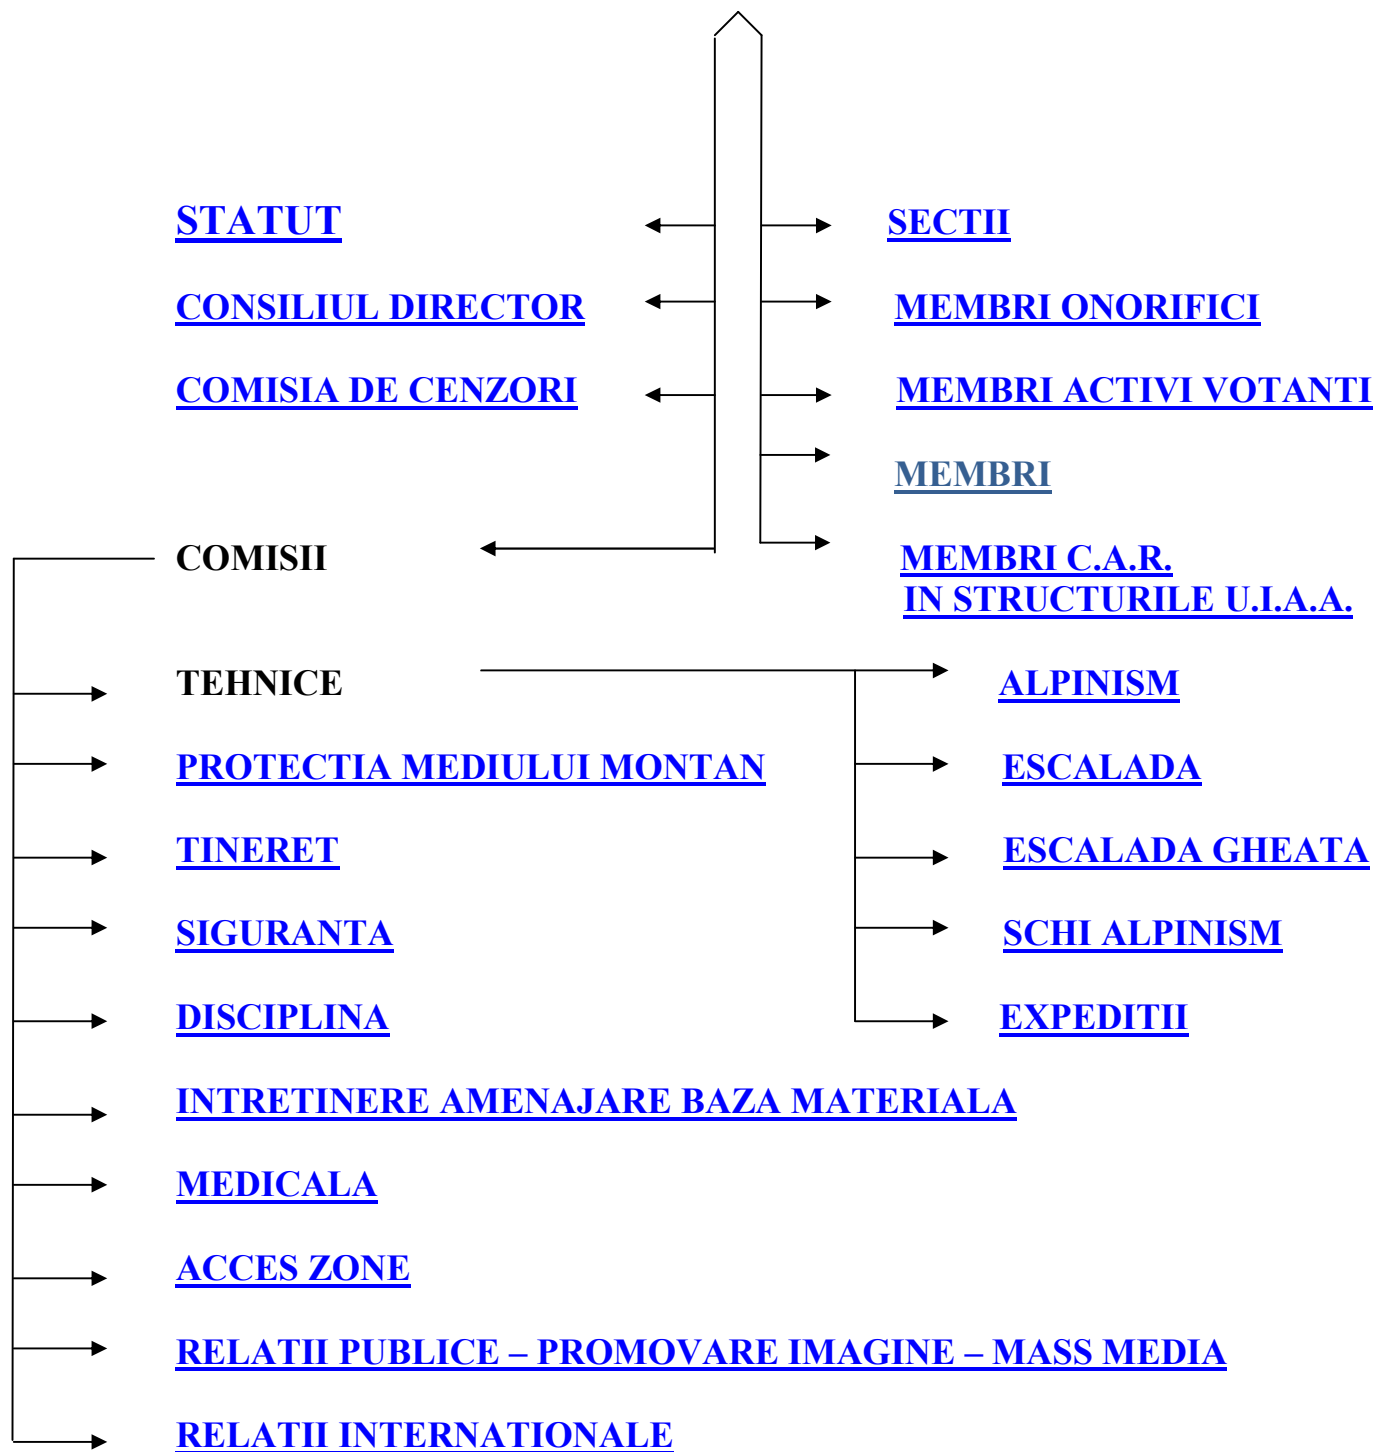 STATUT
SECTII
CONSILIUL DIRECTOR
MEMBRI ONORIFICI
COMISIA DE CENZORI
MEMBRI ACTIVI VOTANTI
MEMBRI
COMISII
MEMBRI C.A.R.
IN STRUCTURILE U.I.A.A.
TEHNICE
ALPINISM
PROTECTIA MEDIULUI MONTAN
ESCALADA
TINERET
ESCALADA GHEATA
SIGURANTA
SCHI ALPINISM
DISCIPLINA
EXPEDITII
INTRETINERE AMENAJARE BAZA MATERIALA
MEDICALA
ACCES ZONE
RELATII PUBLICE – PROMOVARE IMAGINE – MASS MEDIA
RELATII INTERNATIONALE